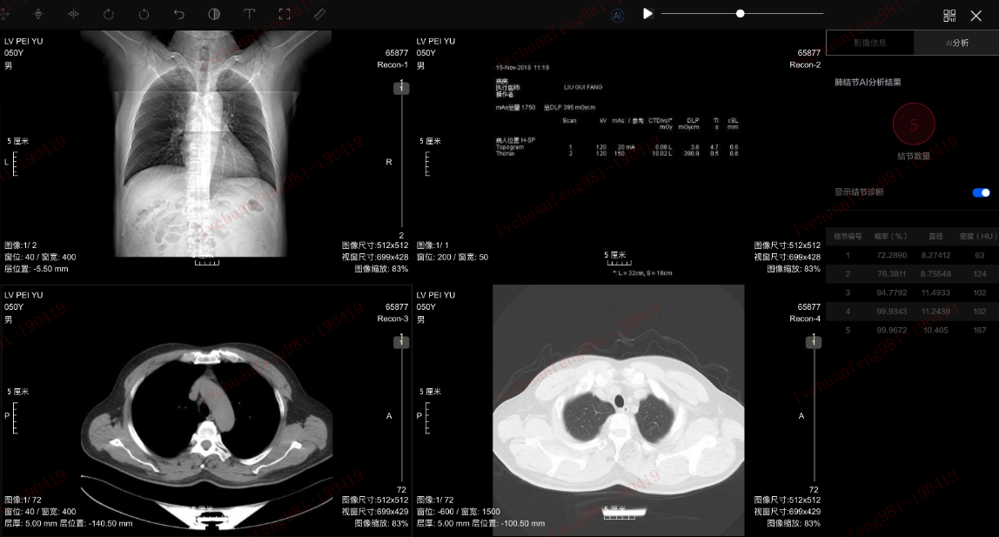 T
AI
影像信息
AI分析
LV PEI YU
050Y
男
65877
Recon-1
1
5 厘米
L
R
2
图像:1/ 2
窗位: 40 / 窗宽: 400
层位置: -5.50 mm
5 厘米
图像尺寸:512x512
视窗尺寸:699x428
图像缩放: 83%
LV PEI YU
050Y
男
65877
Recon-2
15-Nov-2018 11:19
病房
执行医师 LIU GUI FANG
操作者
mAs总量 1750 总DLP 395 mGycm
Scan kV mAs / 参考 CTDIvol* DLP TI cSL
mGy mGycm s mm
病人位置 H-SP
Topogram 1 120 20 mA 0.08 L 3.6 4.7 0.6
Thorax 2 120 150 10.02 L 390.9 0.5 0.6
5 厘米
图像:1/ 1
窗位: 200 / 窗宽: 50
5 厘米
*: L = 32cm, S = 16cm
图像尺寸:512x512
视窗尺寸:699x428
图像缩放: 83%
肺结节AI分析结果
5
结节数量
显示结节诊断
结节编号 概率（%） 直径 密度（HU）
1 72.2890 8.27412 63
2 76.3811 8.75548 124
3 94.7792 11.4933 102
4 99.9343 11.2439 102
5 99.9672 10.405 167
LV PEI YU
050Y
男
65877
Recon-3
1
5 厘米
P
A
72
图像:1/ 72
窗位: 40 / 窗宽: 400
层厚: 5.00 mm 层位置: -140.50 mm
5 厘米
图像尺寸:512x512
视窗尺寸:699x429
图像缩放: 83%
LV PEI YU
050Y
男
65877
Recon-4
1
5 厘米
P
A
72
图像:1/ 72
窗位: -600 / 窗宽: 1500
层厚: 5.00 mm 层位置: -100.50 mm
5 厘米
图像尺寸:512x512
视窗尺寸:699x429
图像缩放: 83%
lvchuanfeng981-190419